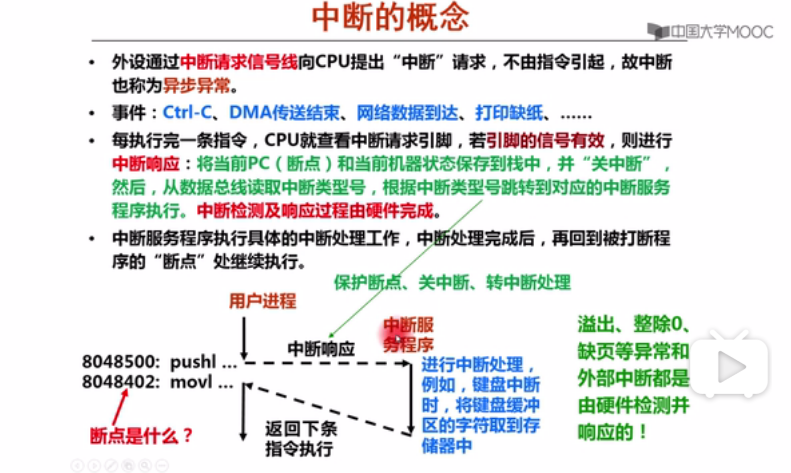 中断的概念
中国大学MOOC
• 外设通过中断请求信号线向CPU提出“中断”请求，不由指令引起，故中断
也称为异步异常。
• 事件：Ctrl-C、DMA传送结束、网络数据到达、打印缺纸、……
• 每执行完一条指令，CPU就查看中断请求引脚，若引脚的信号有效，则进行
中断响应：将当前PC（断点）和当前机器状态保存到栈中，并“关中断”，
然后，从数据总线读取中断类型号，根据中断类型号跳转到对应的中断服务
程序执行。中断检测及响应过程由硬件完成。
• 中断服务程序执行具体的中断处理工作，中断处理完成后，再回到被打断程
序的“断点”处继续执行。
保护断点、关中断、转中断处理
用户进程
中断服
务程序
中断响应
8048500: pushl ...
8048402: movl ...
断点是什么？
返回下条
指令执行
进行中断处理，
例如，键盘中断
时，将键盘缓冲
区的字符取到存
储器中
溢出、整除0、
缺页等异常和
外部中断都是
由硬件检测并
响应的！